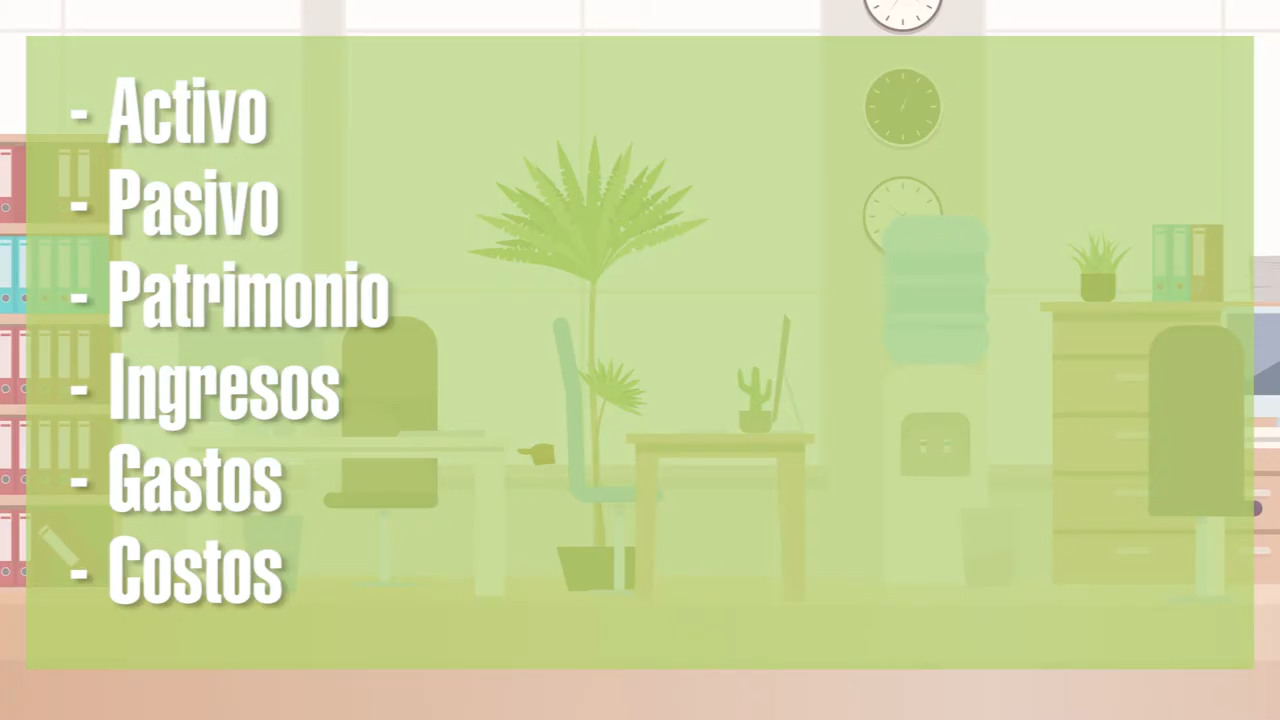 - Activo
- Pasivo
- Patrimonio
- Ingresos
- Gastos
- Costos